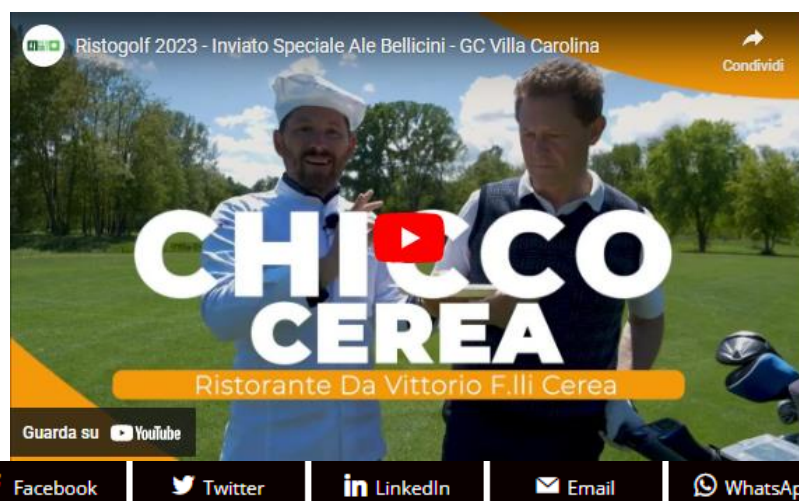 Ristogolf 2023 - Inviato Speciale Ale Bellicini - GC Villa Carolina
Condividi
CHICCO
CEREA
Ristorante Da Vittorio F.lli Cerea
Guarda su YouTube
Facebook
Twitter
in LinkedIn
Email
WhatsAp